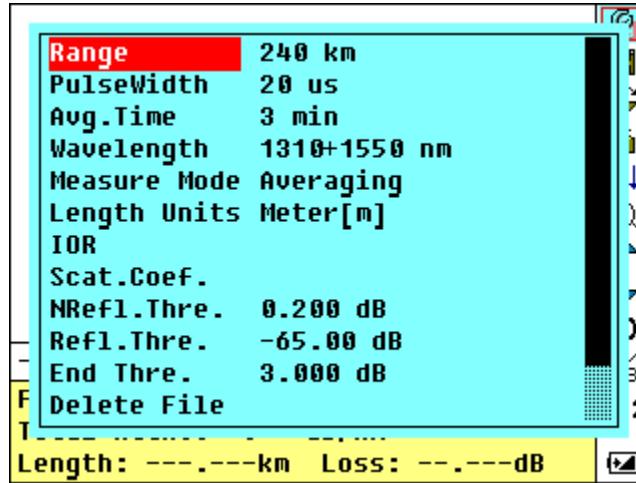 Range 240 km
PulseWidth 20 us
Avg.Time 3 min
Wavelength 1310+1550 nm
Measure Mode Averaging
Length Units Meter[m]
IOR
Scat.Coef.
NRefl.Thre. 0.200 dB
Refl.Thre. -65.00 dB
End Thre. 3.000 dB
Delete File
Length: ---.---km Loss: --.---dB